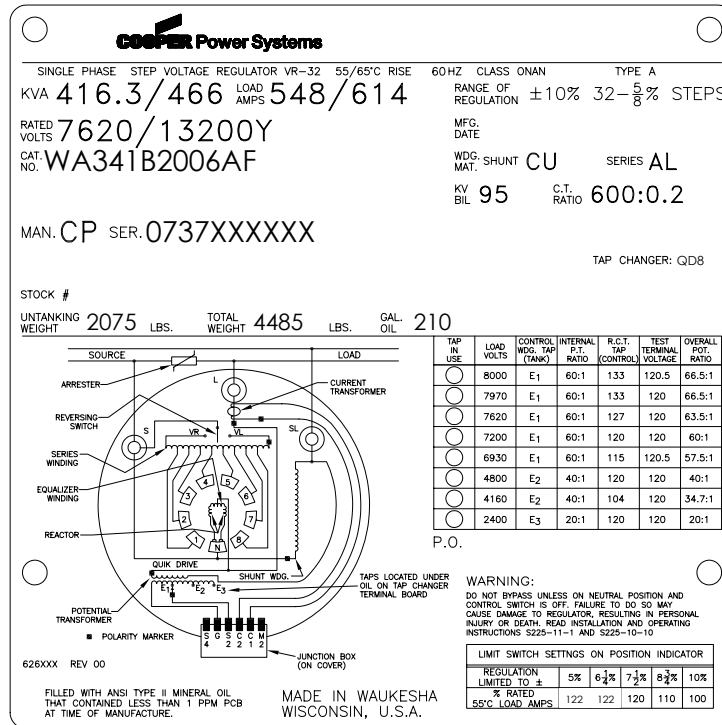 COOPER Power Systems
SINGLE PHASE STEP VOLTAGE REGULATOR VR-32 55/65°C RISE 60HZ CLASS ONAN TYPE A
KVA 416.3/466 LOAD AMPS 548/614 RANGE OF REGULATION ±10% 32-5/8% STEPS
RATED VOLTS 7620/13200Y MFG. DATE
CAT. NO. WA341B2006AF WDG. MAT. SHUNT CU SERIES AL
KV BIL 95 C.T. RATIO 600:0.2
MAN. CP SER. 0737XXXXXX
TAP CHANGER: QD8
STOCK #
UNTANKING WEIGHT 2075 LBS. TOTAL WEIGHT 4485 LBS. GAL. OIL 210
SOURCE LOAD
ARRESTER
L
CURRENT TRANSFORMER
REVERSING SWITCH
S VR VL SL
SERIES WINDING
EQUALIZER WINDING
4 5
3 6
2 7
1 N 8
REACTOR
QUIK DRIVE
SHUNT WDG.
E1 E2 E3
TAPS LOCATED UNDER OIL ON TAP CHANGER TERMINAL BOARD
POTENTIAL TRANSFORMER
■ POLARITY MARKER
S4 G S2 C2 C1 M2
JUNCTION BOX (ON COVER)
626XXX REV 00
FILLED WITH ANSI TYPE II MINERAL OIL
THAT CONTAINED LESS THAN 1 PPM PCB
AT TIME OF MANUFACTURE.
MADE IN WAUKESHA
WISCONSIN, U.S.A.
TAP IN USE LOAD VOLTS CONTROL WDG. TAP (TANK) INTERNAL P.T. RATIO R.C.T. TAP (CONTROL) TEST TERMINAL VOLTAGE OVERALL POT. RATIO
8000 E1 60:1 133 120.5 66.5:1
7970 E1 60:1 133 120 66.5:1
7620 E1 60:1 127 120 63.5:1
7200 E1 60:1 120 120 60:1
6930 E1 60:1 115 120.5 57.5:1
4800 E2 40:1 120 120 40:1
4160 E2 40:1 104 120 34.7:1
2400 E3 20:1 120 120 20:1
P.O.
WARNING:
DO NOT BYPASS UNLESS ON NEUTRAL POSITION AND
CONTROL SWITCH IS OFF. FAILURE TO DO SO MAY
CAUSE DAMAGE TO REGULATOR, RESULTING IN PERSONAL
INJURY OR DEATH. READ INSTALLATION AND OPERATING
INSTRUCTIONS S225-11-1 AND S225-10-10
LIMIT SWITCH SETTNGS ON POSITION INDICATOR
REGULATION LIMITED TO ± 5% 6 1/4% 7 1/2% 8 3/4% 10%
% RATED 55°C LOAD AMPS 122 122 120 110 100